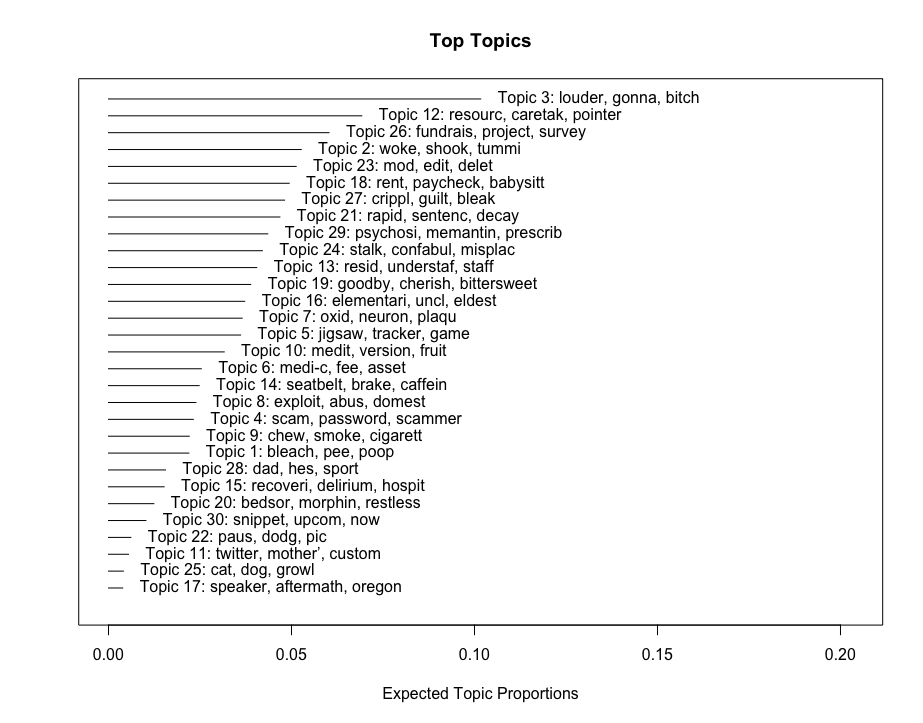 Top Topics
Topic 3: louder, gonna, bitch
Topic 12: resourc, caretak, pointer
Topic 26: fundrais, project, survey
Topic 2: woke, shook, tummi
Topic 23: mod, edit, delet
Topic 18: rent, paycheck, babysitt
Topic 27: crippl, guilt, bleak
Topic 21: rapid, sentenc, decay
Topic 29: psychosi, memantin, prescrib
Topic 24: stalk, confabul, misplac
Topic 13: resid, understaf, staff
Topic 19: goodby, cherish, bittersweet
Topic 16: elementari, uncl, eldest
Topic 7: oxid, neuron, plaqu
Topic 5: jigsaw, tracker, game
Topic 10: medit, version, fruit
Topic 6: medi-c, fee, asset
Topic 14: seatbelt, brake, caffein
Topic 8: exploit, abus, domest
Topic 4: scam, password, scammer
Topic 9: chew, smoke, cigarett
Topic 1: bleach, pee, poop
Topic 28: dad, hes, sport
Topic 15: recoveri, delirium, hospit
Topic 20: bedsor, morphin, restless
Topic 30: snippet, upcom, now
Topic 22: paus, dodg, pic
Topic 11: twitter, mother’, custom
Topic 25: cat, dog, growl
Topic 17: speaker, aftermath, oregon
0.00 0.05 0.10 0.15 0.20
Expected Topic Proportions